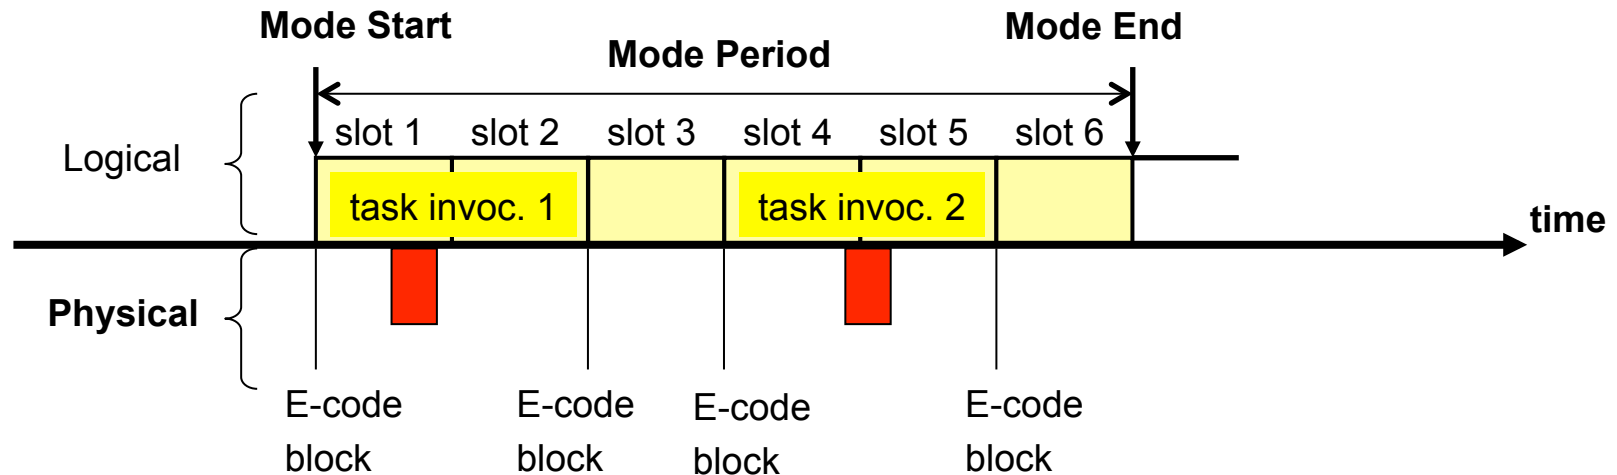 Mode Start
Mode End
Mode Period
slot 1 slot 2 slot 3 slot 4 slot 5 slot 6
Logical
task invoc. 1 task invoc. 2
time
Physical
E-code block
E-code block
E-code block
E-code block